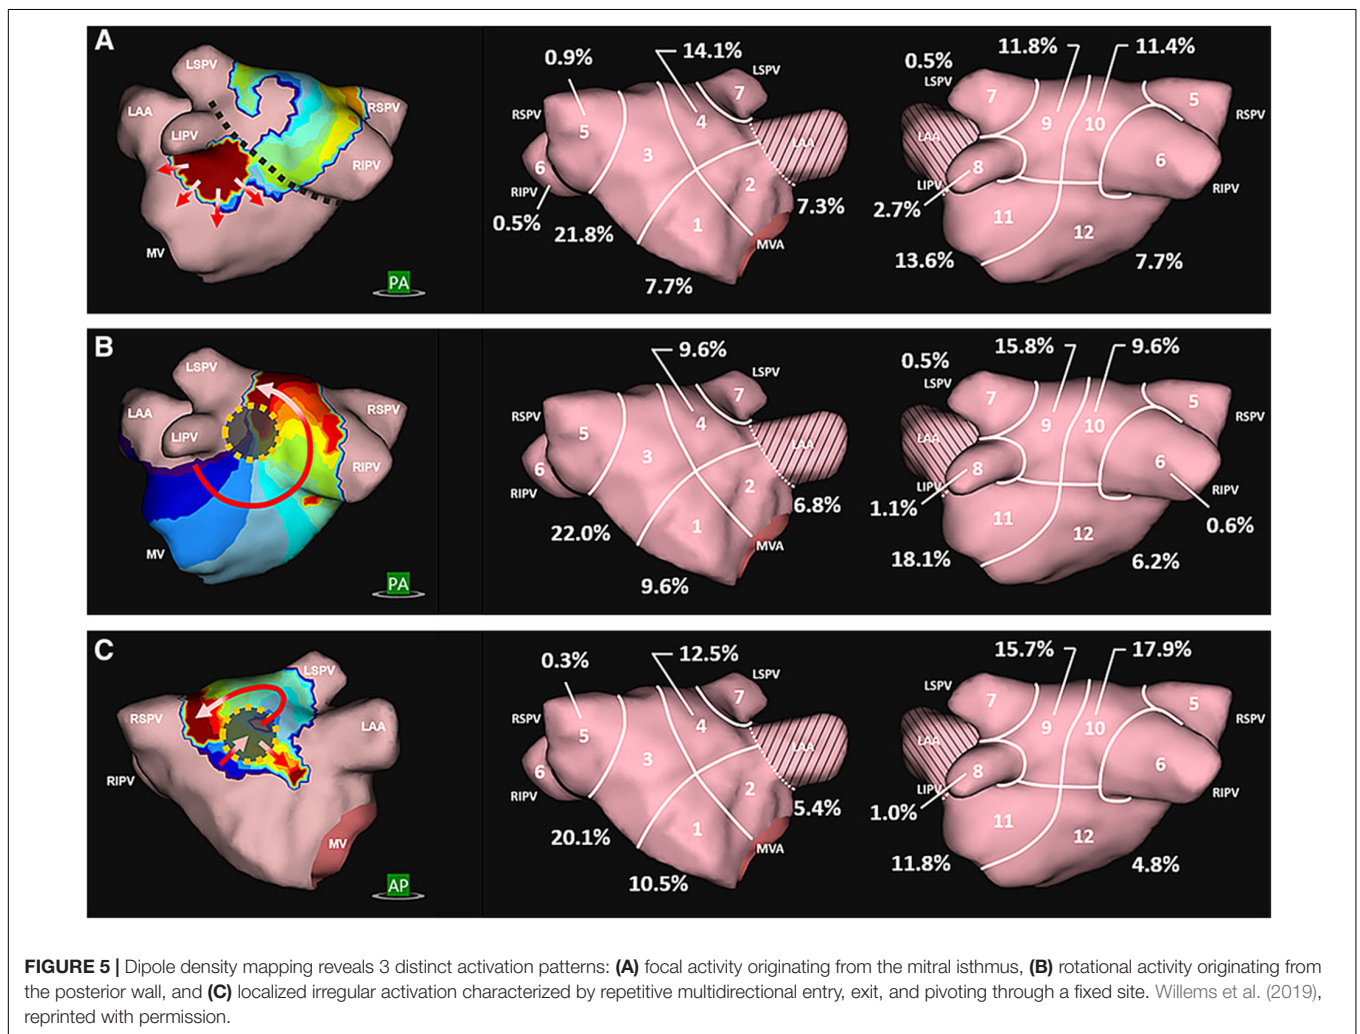 A
LSPV
LAA
RSPV
LIPV
RIPV
MV
PA
0.9%
14.1%
LSPV
7
RSPV
5
4
3
LAA
6
2
RIPV
0.5%
21.8%
7.3%
1
MVA
7.7%
11.8%
11.4%
0.5%
LSPV
7
5
RSPV
9
10
LAA
8
6
LIPV
RIPV
2.7%
11
12
13.6%
7.7%
B
LSPV
LAA
RSPV
LIPV
RIPV
MV
PA
9.6%
LSPV
7
RSPV
5
4
3
LAA
6
2
RIPV
6.8%
22.0%
1
MVA
9.6%
15.8%
9.6%
0.5%
LSPV
7
5
RSPV
9
10
LAA
8
6
LIPV
RIPV
1.1%
0.6%
11
12
18.1%
6.2%
C
LSPV
RSPV
LAA
RIPV
MV
AP
0.3%
12.5%
LSPV
7
RSPV
5
4
3
LAA
6
2
RIPV
5.4%
20.1%
1
MVA
10.5%
15.7%
17.9%
LSPV
7
5
RSPV
9
10
LAA
8
6
LIPV
RIPV
1.0%
11
12
11.8%
4.8%
FIGURE 5 | Dipole density mapping reveals 3 distinct activation patterns: (A) focal activity originating from the mitral isthmus, (B) rotational activity originating from
the posterior wall, and (C) localized irregular activation characterized by repetitive multidirectional entry, exit, and pivoting through a fixed site. Willems et al. (2019),
reprinted with permission.